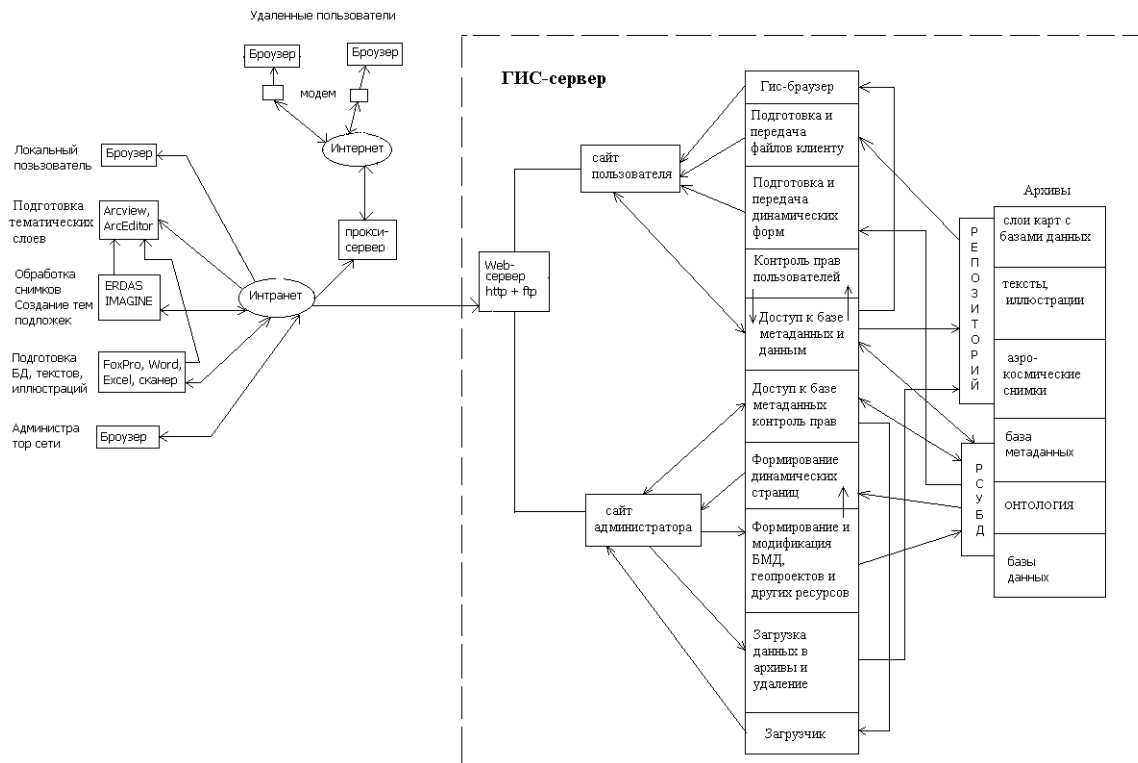 Удаленные пользователи
Броузер
Броузер
модем
Интернет
прокси-
сервер
Локальный
позьзователь
Броузер
Подготовка
тематических
слоев
Arcview,
ArcEditor
Обработка
снимков
Создание тем
подложек
ERDAS
IMAGINE
Интранет
Подготовка
БД, текстов,
иллюстраций
FoxPro, Word,
Excel, сканер
Администра
тор сети
Броузер
ГИС-сервер
Web-
сервер
http + ftp
сайт
пользователя
сайт
администратора
Гис-браузер
Подготовка и
передача
файлов клиенту
Подготовка и
передача
динамических
форм
Контроль прав
пользователей
Доступ к базе
метаданных и
данным
Доступ к базе
метаданных
контроль прав
Формирование
динамических
страниц
Формирование и
модификация
БМД,
геопроектов и
других ресурсов
Загрузка
данных в
архивы и
удаление
Загрузчик
Архивы
РЕПОЗИТОРИЙ
РСУБД
слои карт с
базами данных
тексты,
иллюстрации
аэро-
космические
снимки
база
метаданных
онтология
базы
данных